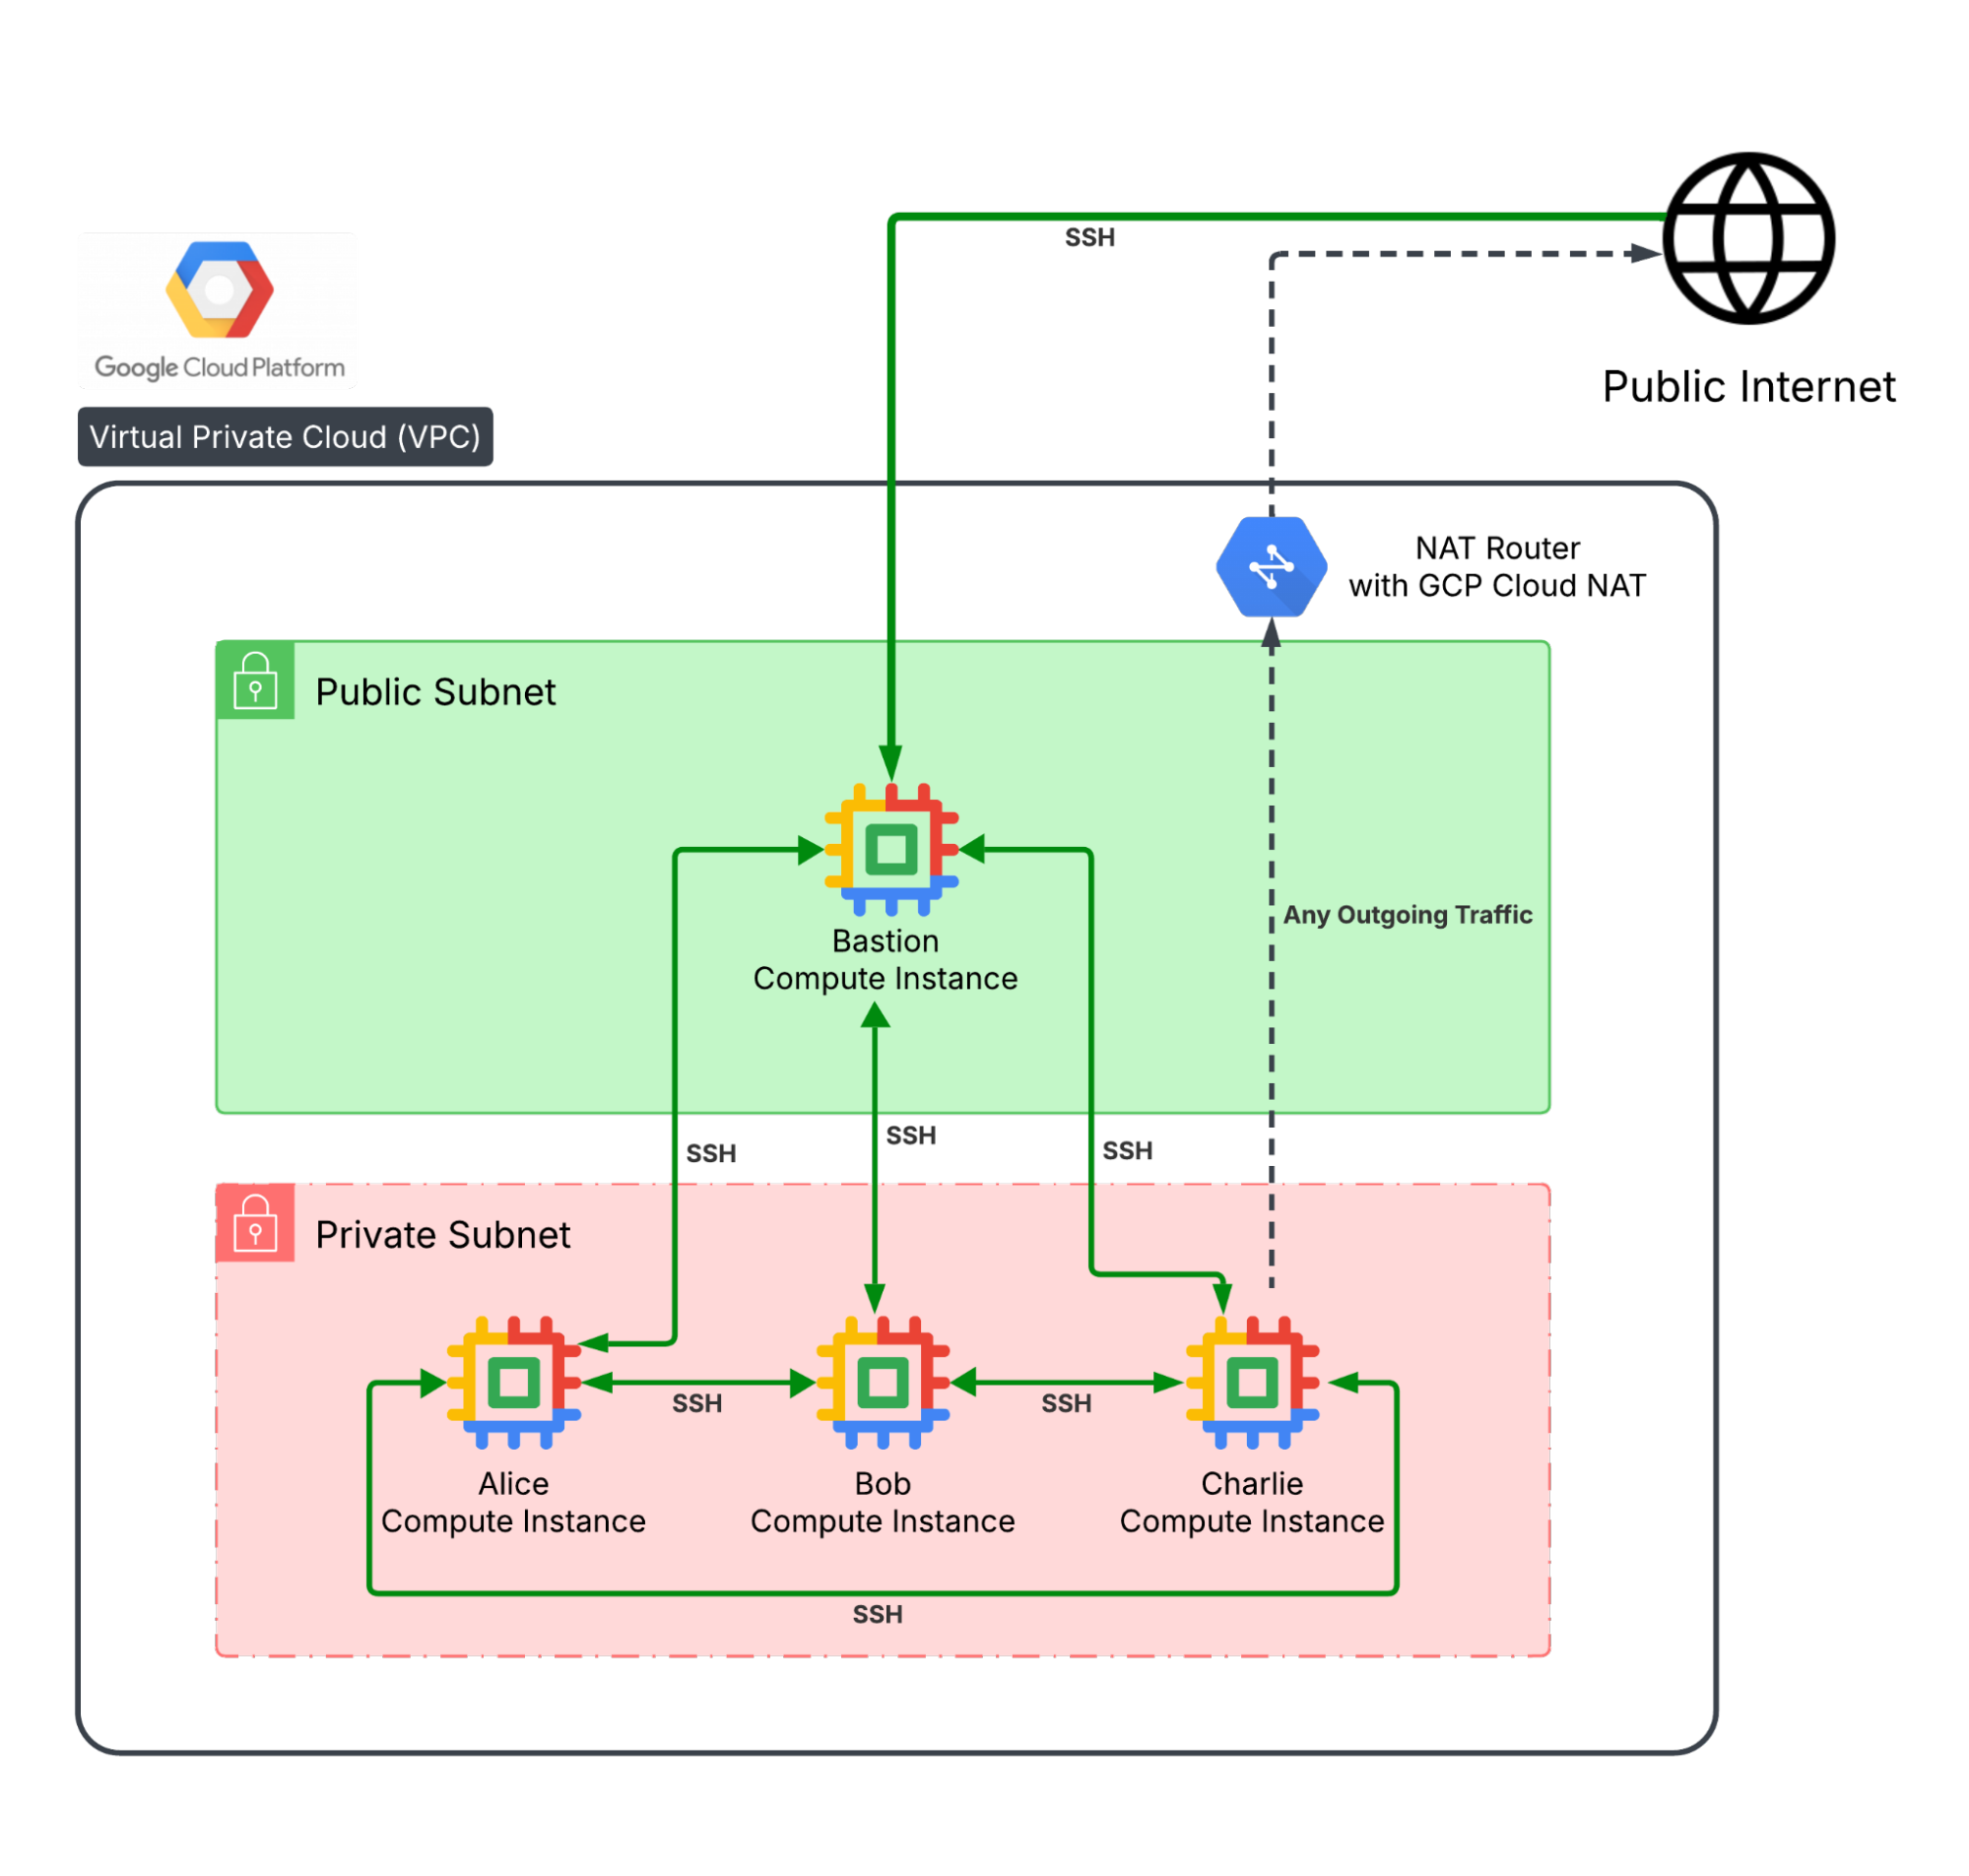 SSH
Google Cloud Platform
Public Internet
Virtual Private Cloud (VPC)
NAT Router
with GCP Cloud NAT
Public Subnet
Any Outgoing Traffic
Bastion
Compute Instance
SSH
SSH
SSH
Private Subnet
SSH
SSH
Alice
Compute Instance
Bob
Compute Instance
Charlie
Compute Instance
SSH